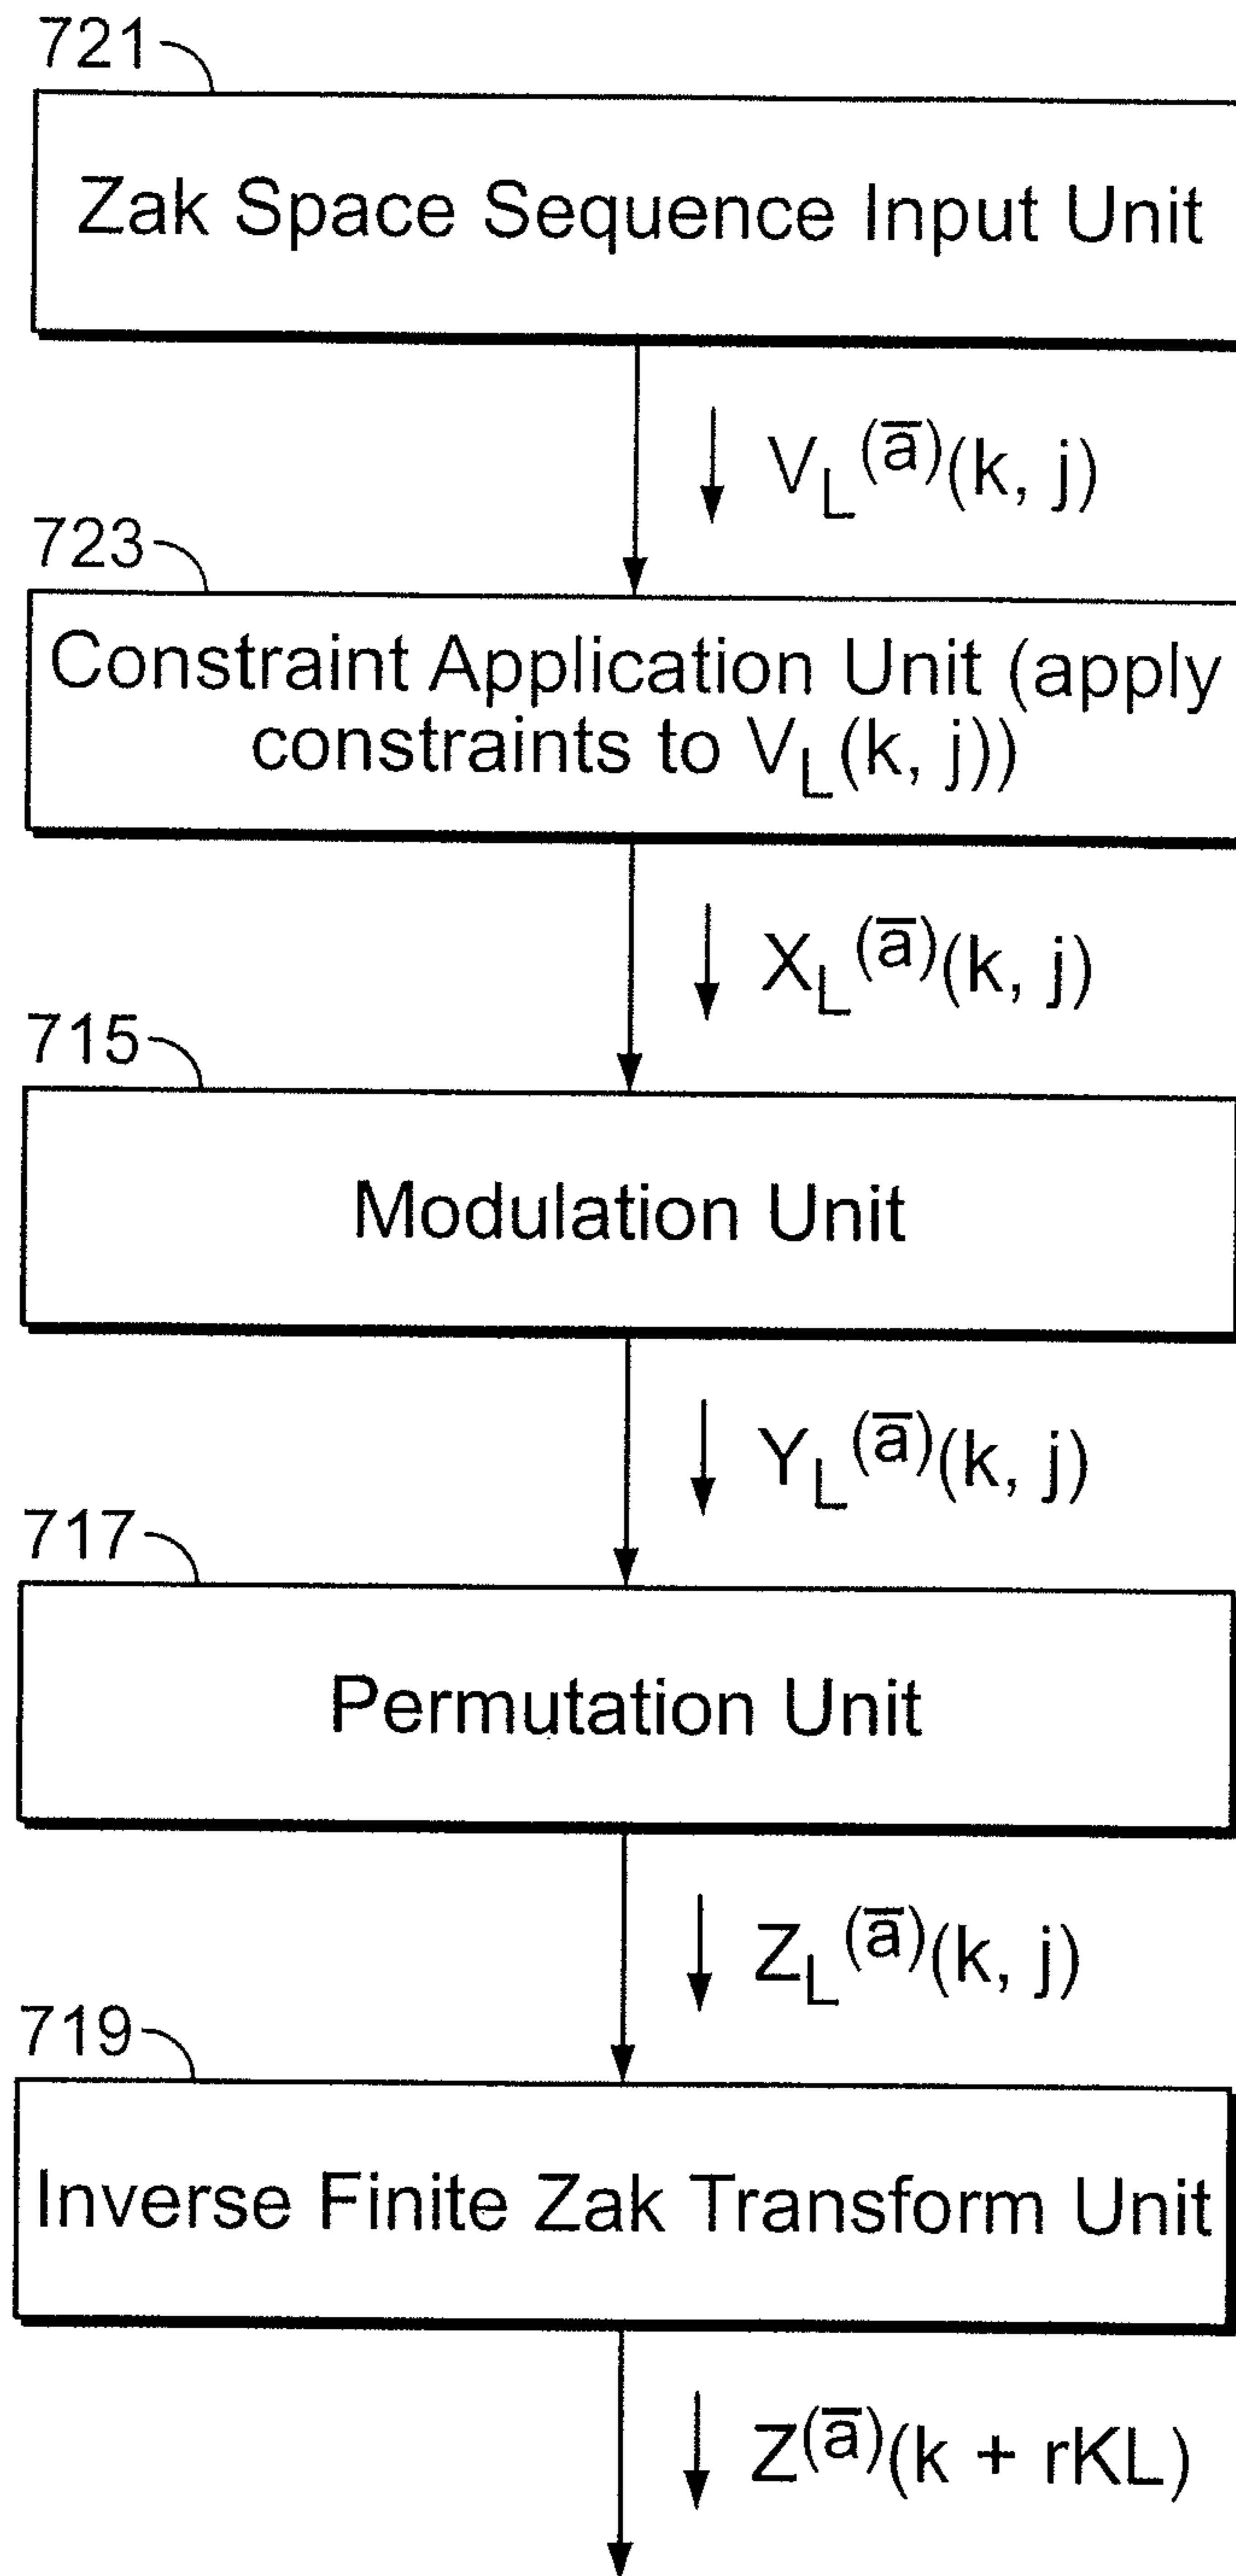 721
Zak Space Sequence Input Unit
V_L^(a̅)(k, j)
723
Constraint Application Unit (apply
constraints to V_L(k, j))
X_L^(a̅)(k, j)
715
Modulation Unit
Y_L^(a̅)(k, j)
717
Permutation Unit
Z_L^(a̅)(k, j)
719
Inverse Finite Zak Transform Unit
Z^(a̅)(k + rKL)